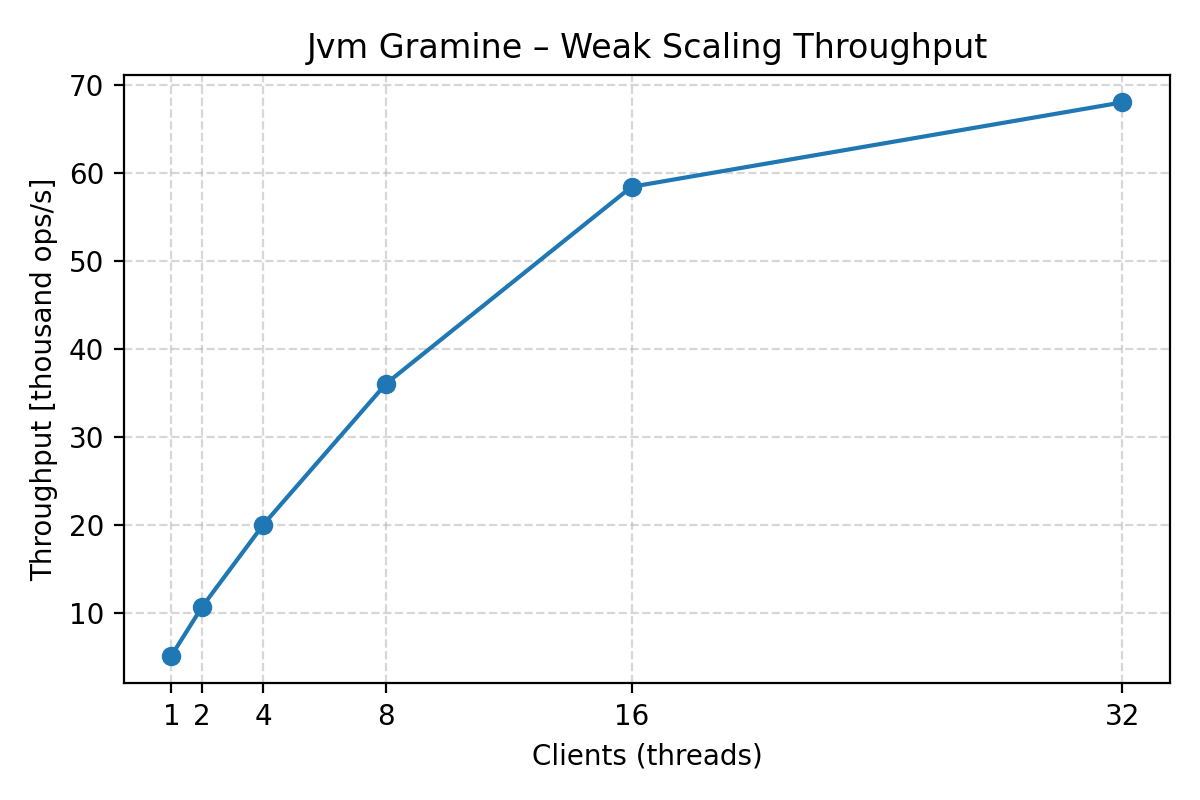 Jvm Gramine – Weak Scaling Throughput
Throughput [thousand ops/s]
70
60
50
40
30
20
10
1 2 4 8 16 32
Clients (threads)